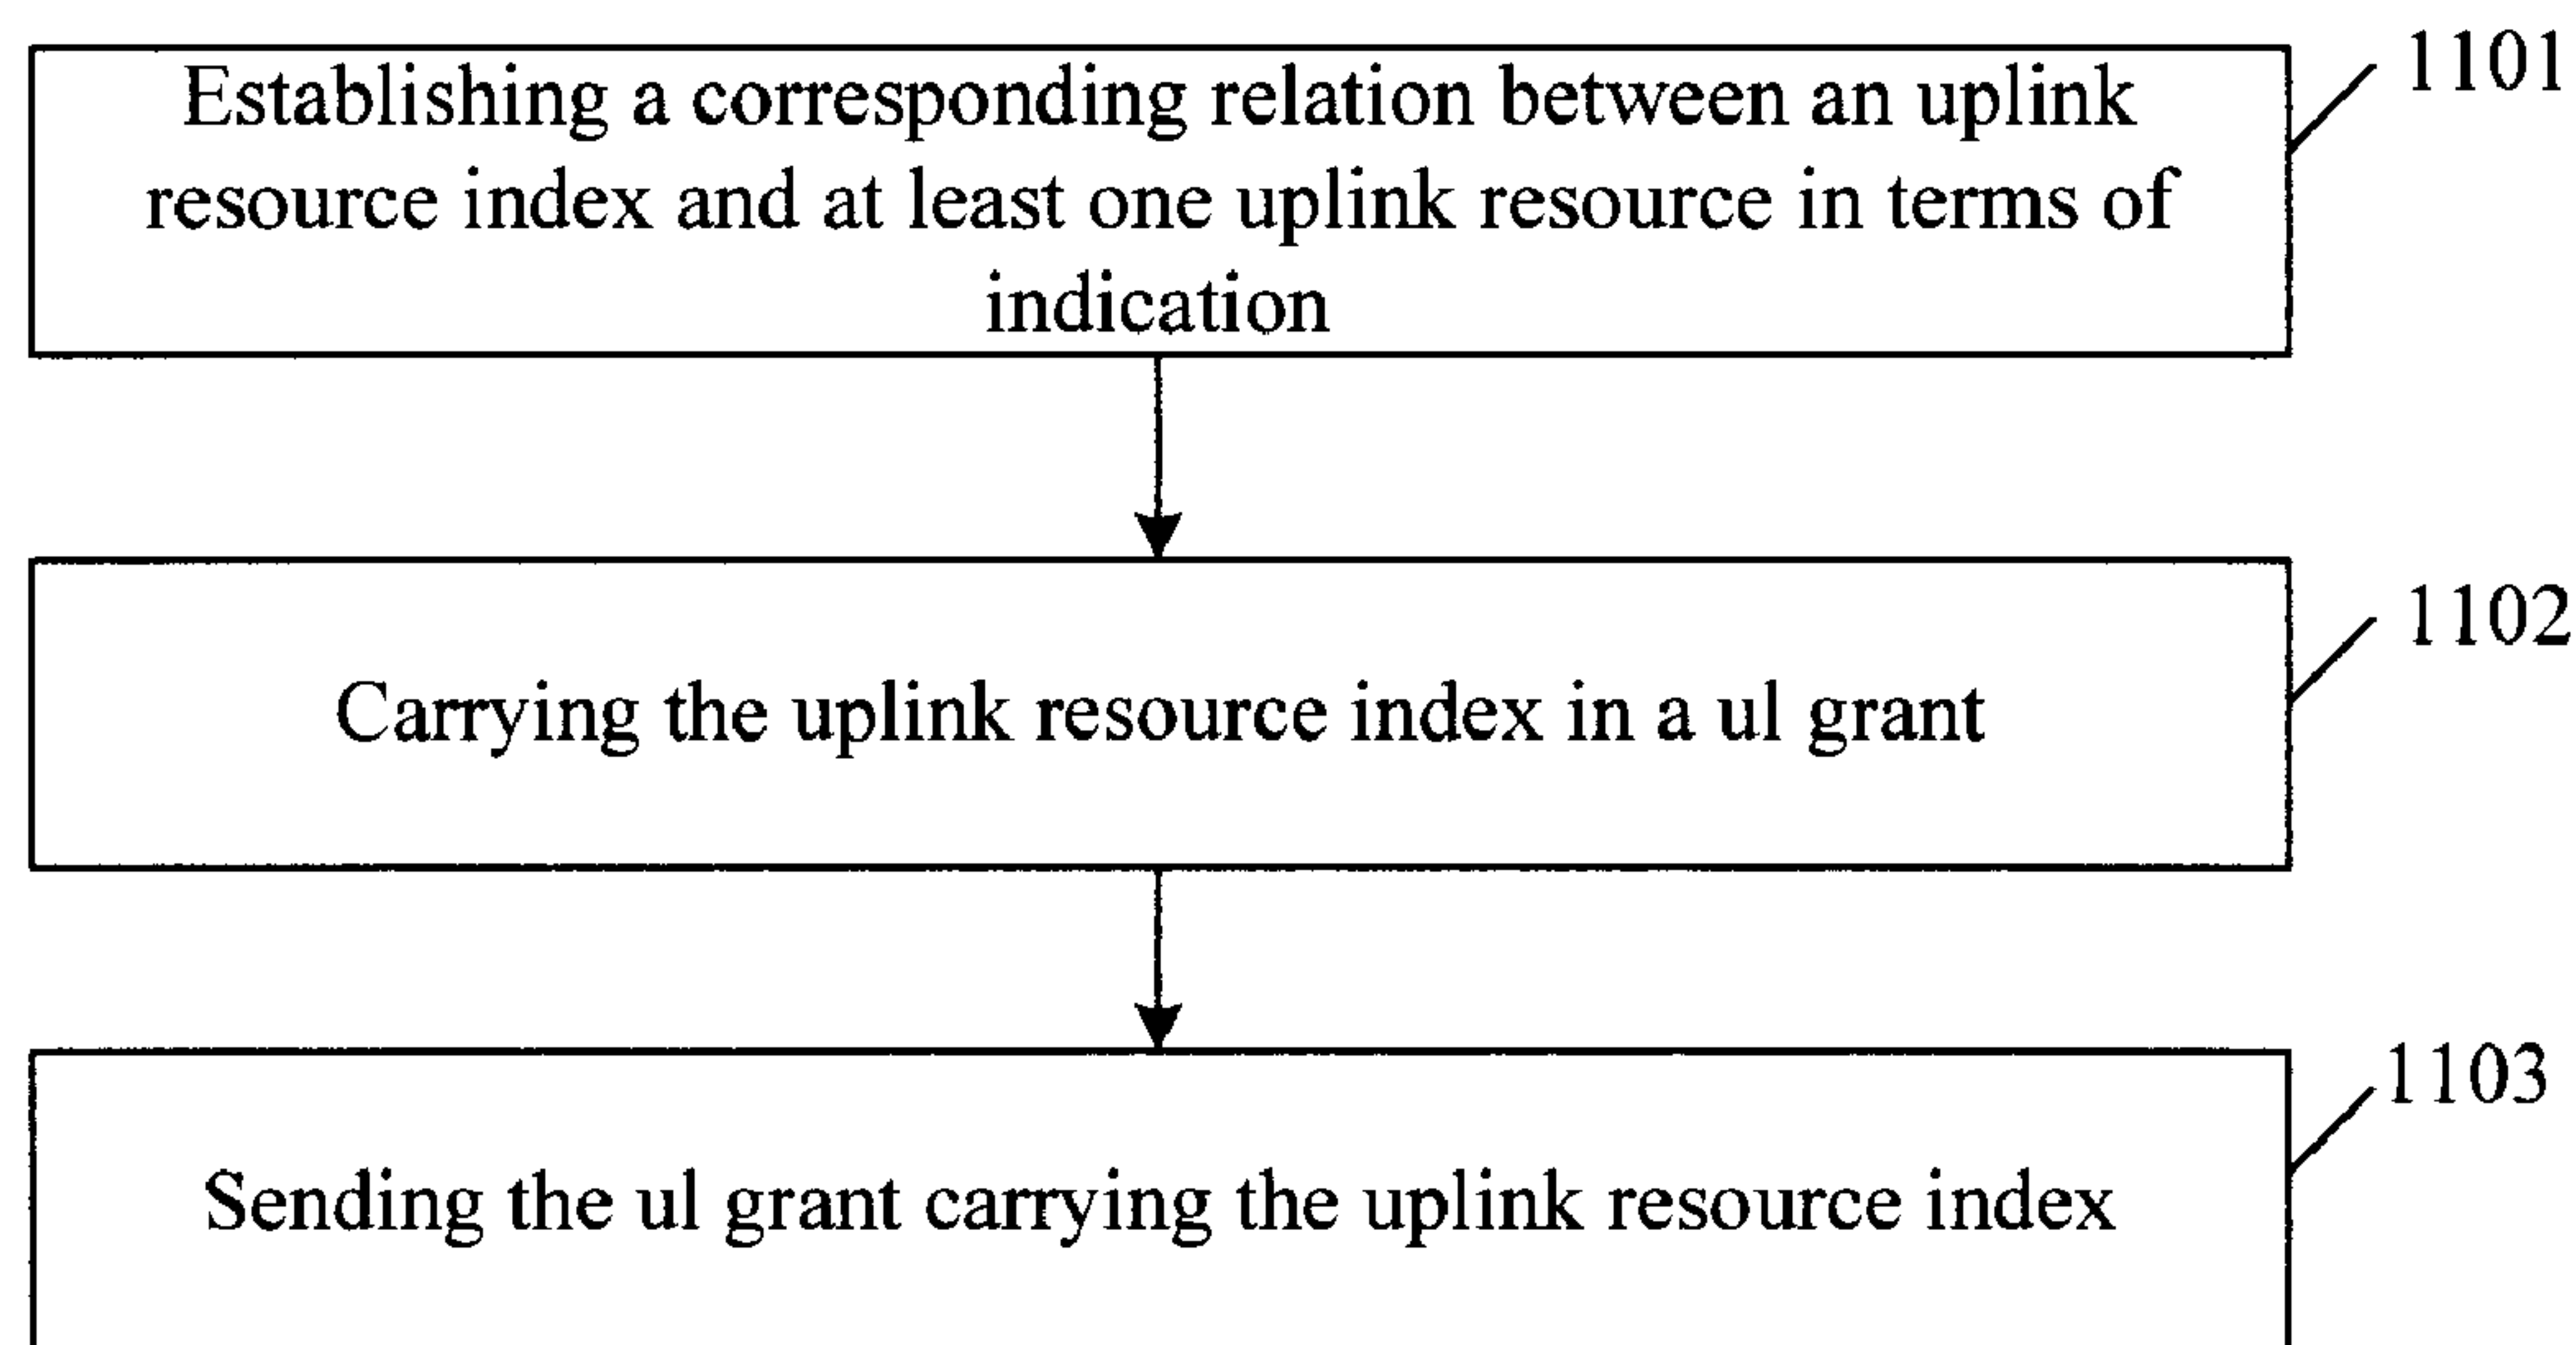 Establishing a corresponding relation between an uplink
resource index and at least one uplink resource in terms of
indication
1101
Carrying the uplink resource index in a ul grant
1102
Sending the ul grant carrying the uplink resource index
1103